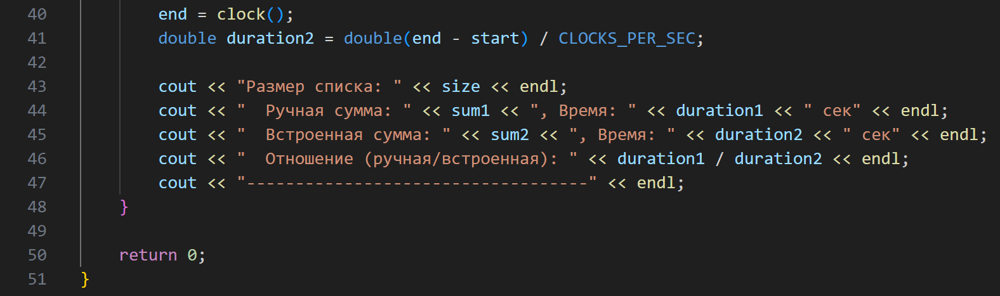 40 end = clock();
41 double duration2 = double(end - start) / CLOCKS_PER_SEC;
42
43 cout << "Размер списка: " << size << endl;
44 cout << "  Ручная сумма: " << sum1 << ", Время: " << duration1 << " сек" << endl;
45 cout << "  Встроенная сумма: " << sum2 << ", Время: " << duration2 << " сек" << endl;
46 cout << "  Отношение (ручная/встроенная): " << duration1 / duration2 << endl;
47 cout << "-----------------------------------" << endl;
48 }
49
50 return 0;
51 }